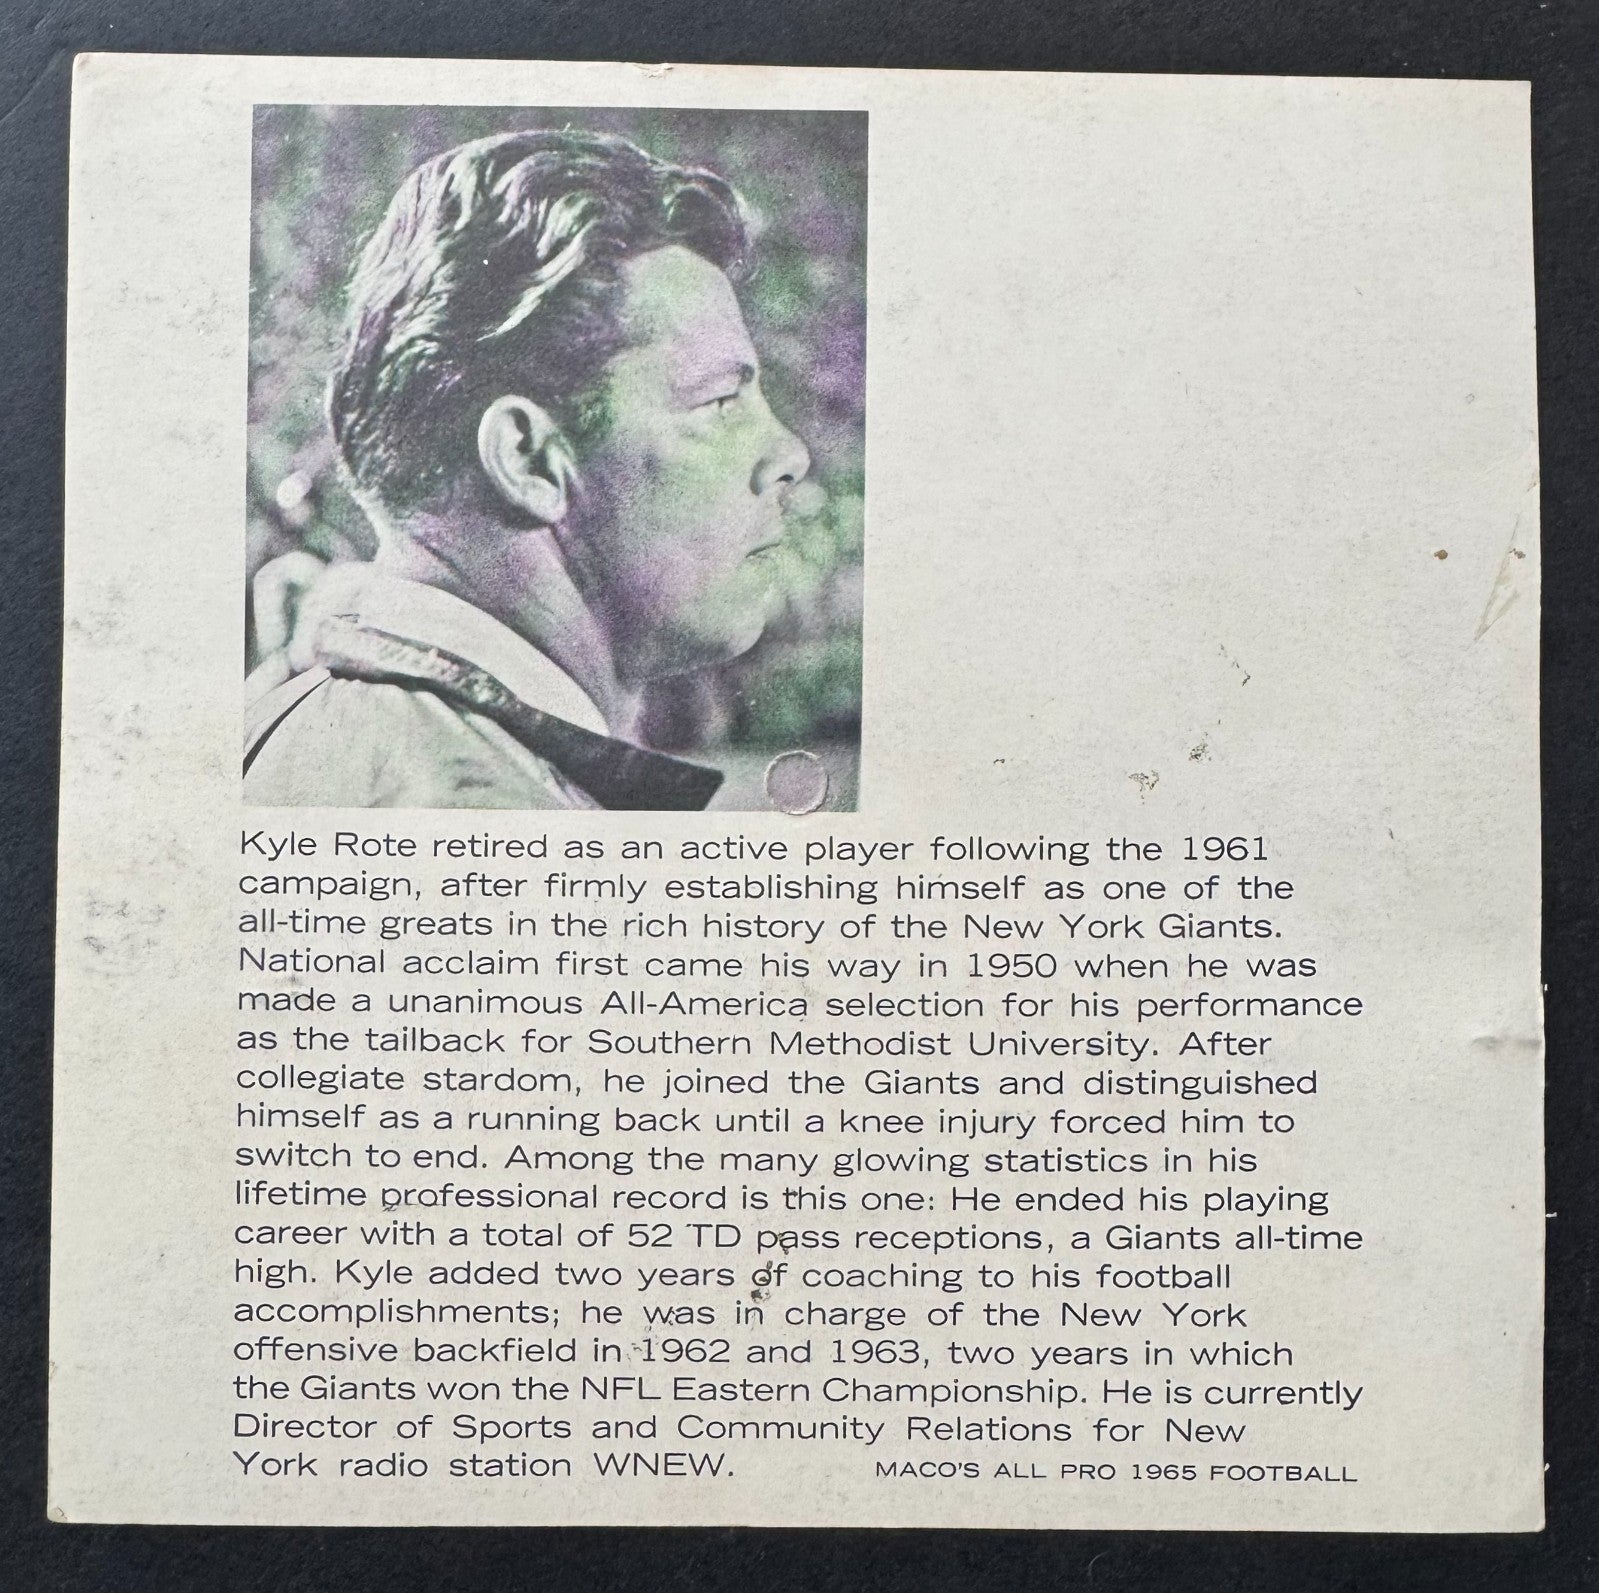 Kyle Rote retired as an active player following the 1961
campaign, after firmly establishing himself as one of the
all-time greats in the rich history of the New York Giants.
National acclaim first came his way in 1950 when he was
made a unanimous All-America selection for his performance
as the tailback for Southern Methodist University. After
collegiate stardom, he joined the Giants and distinguished
himself as a running back until a knee injury forced him to
switch to end. Among the many glowing statistics in his
lifetime professional record is this one: He ended his playing
career with a total of 52 TD pass receptions, a Giants all-time
high. Kyle added two years of coaching to his football
accomplishments; he was in charge of the New York
offensive backfield in 1962 and 1963, two years in which
the Giants won the NFL Eastern Championship. He is currently
Director of Sports and Community Relations for New
York radio station WNEW.
MACO'S ALL PRO 1965 FOOTBALL